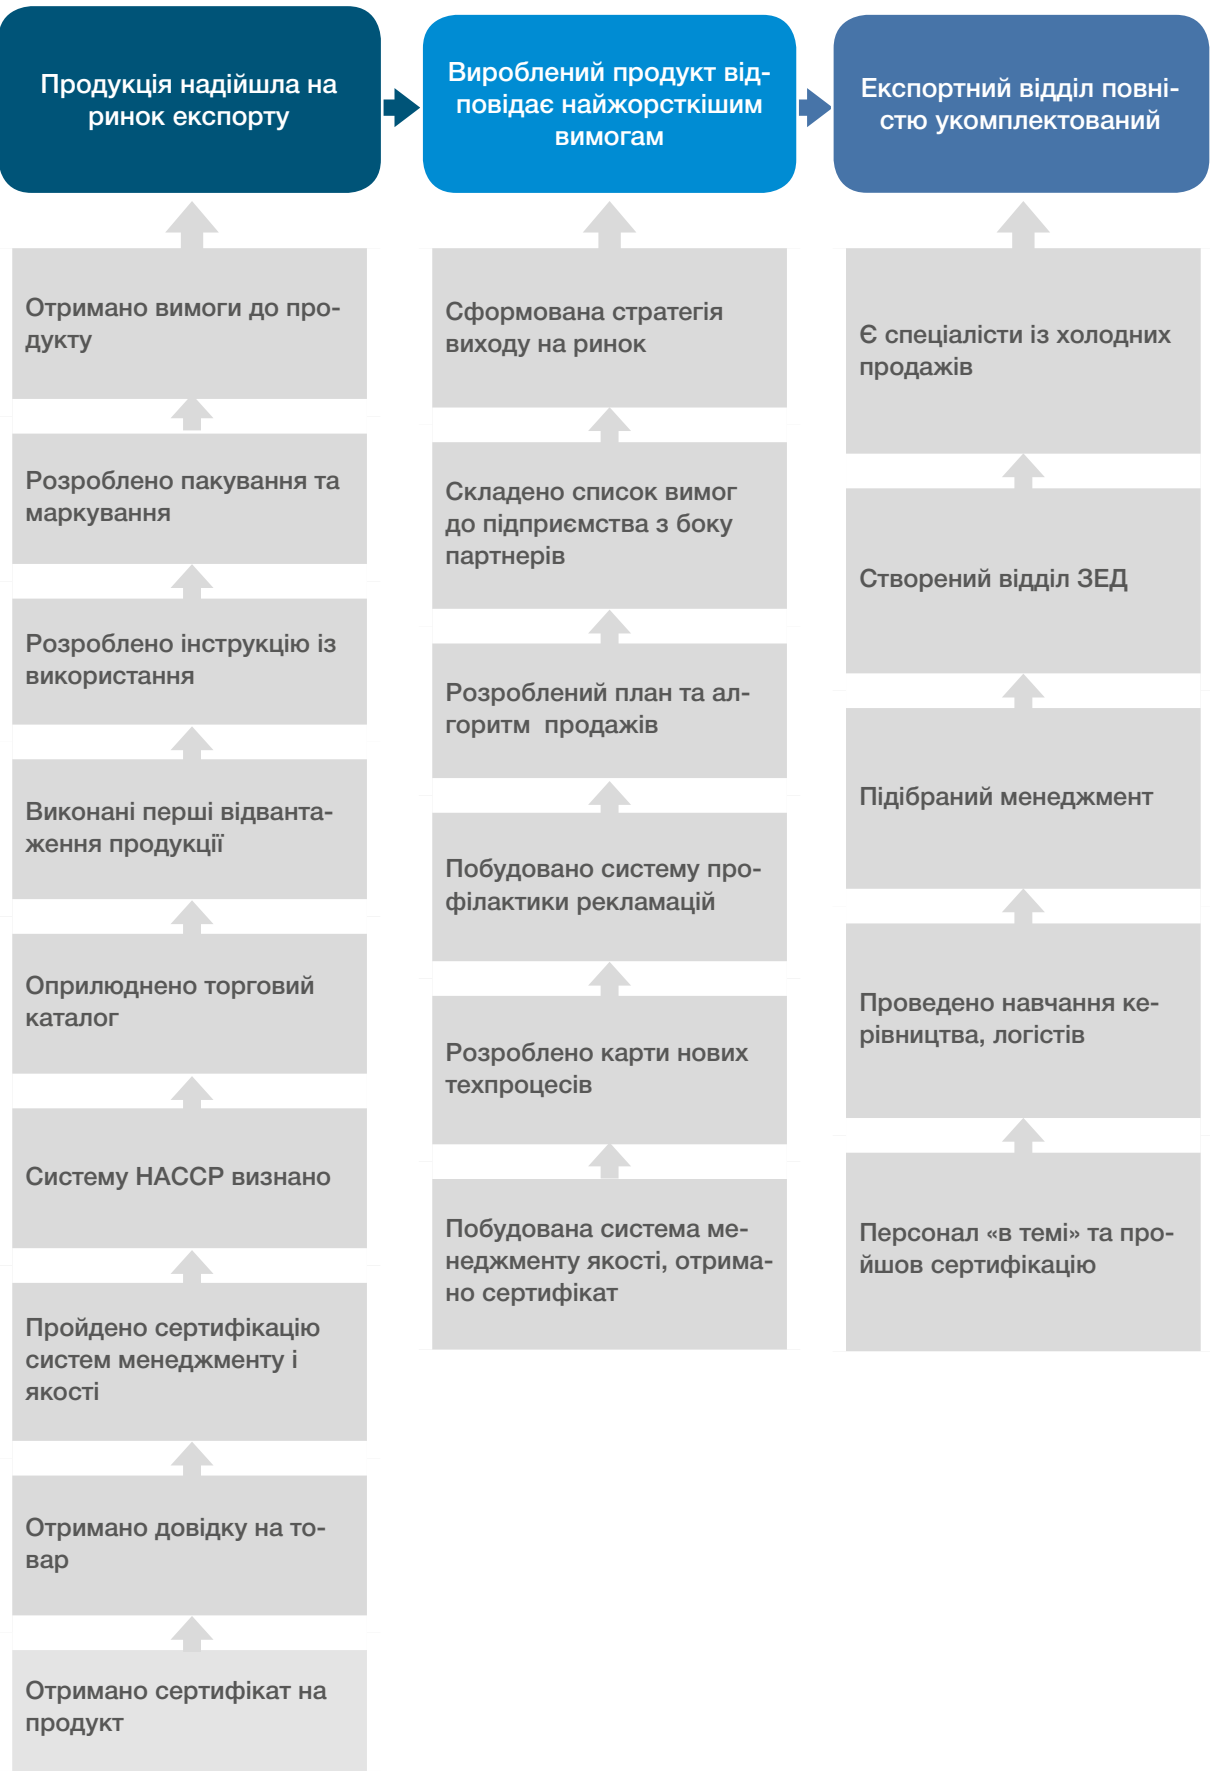 Продукція надійшла на
ринок експорту
Вироблений продукт від-
повідає найжорсткішим
вимогам
Експортний відділ повні-
стю укомплектований
Отримано вимоги до про-
дукту
Розроблено пакування та
маркування
Розроблено інструкцію із
використання
Виконані перші відванта-
ження продукції
Оприлюднено торговий
каталог
Систему НАССР визнано
Пройдено сертифікацію
систем менеджменту і
якості
Отримано довідку на то-
вар
Отримано сертифікат на
продукт
Сформована стратегія
виходу на ринок
Складено список вимог
до підприємства з боку
партнерів
Розроблений план та ал-
горитм продажів
Побудовано систему про-
філактики рекламацій
Розроблено карти нових
техпроцесів
Побудована система ме-
неджменту якості, отрима-
но сертифікат
Є спеціалісти із холодних
продажів
Створений відділ ЗЕД
Підібраний менеджмент
Проведено навчання ке-
рівництва, логістів
Персонал «в темі» та про-
йшов сертифікацію